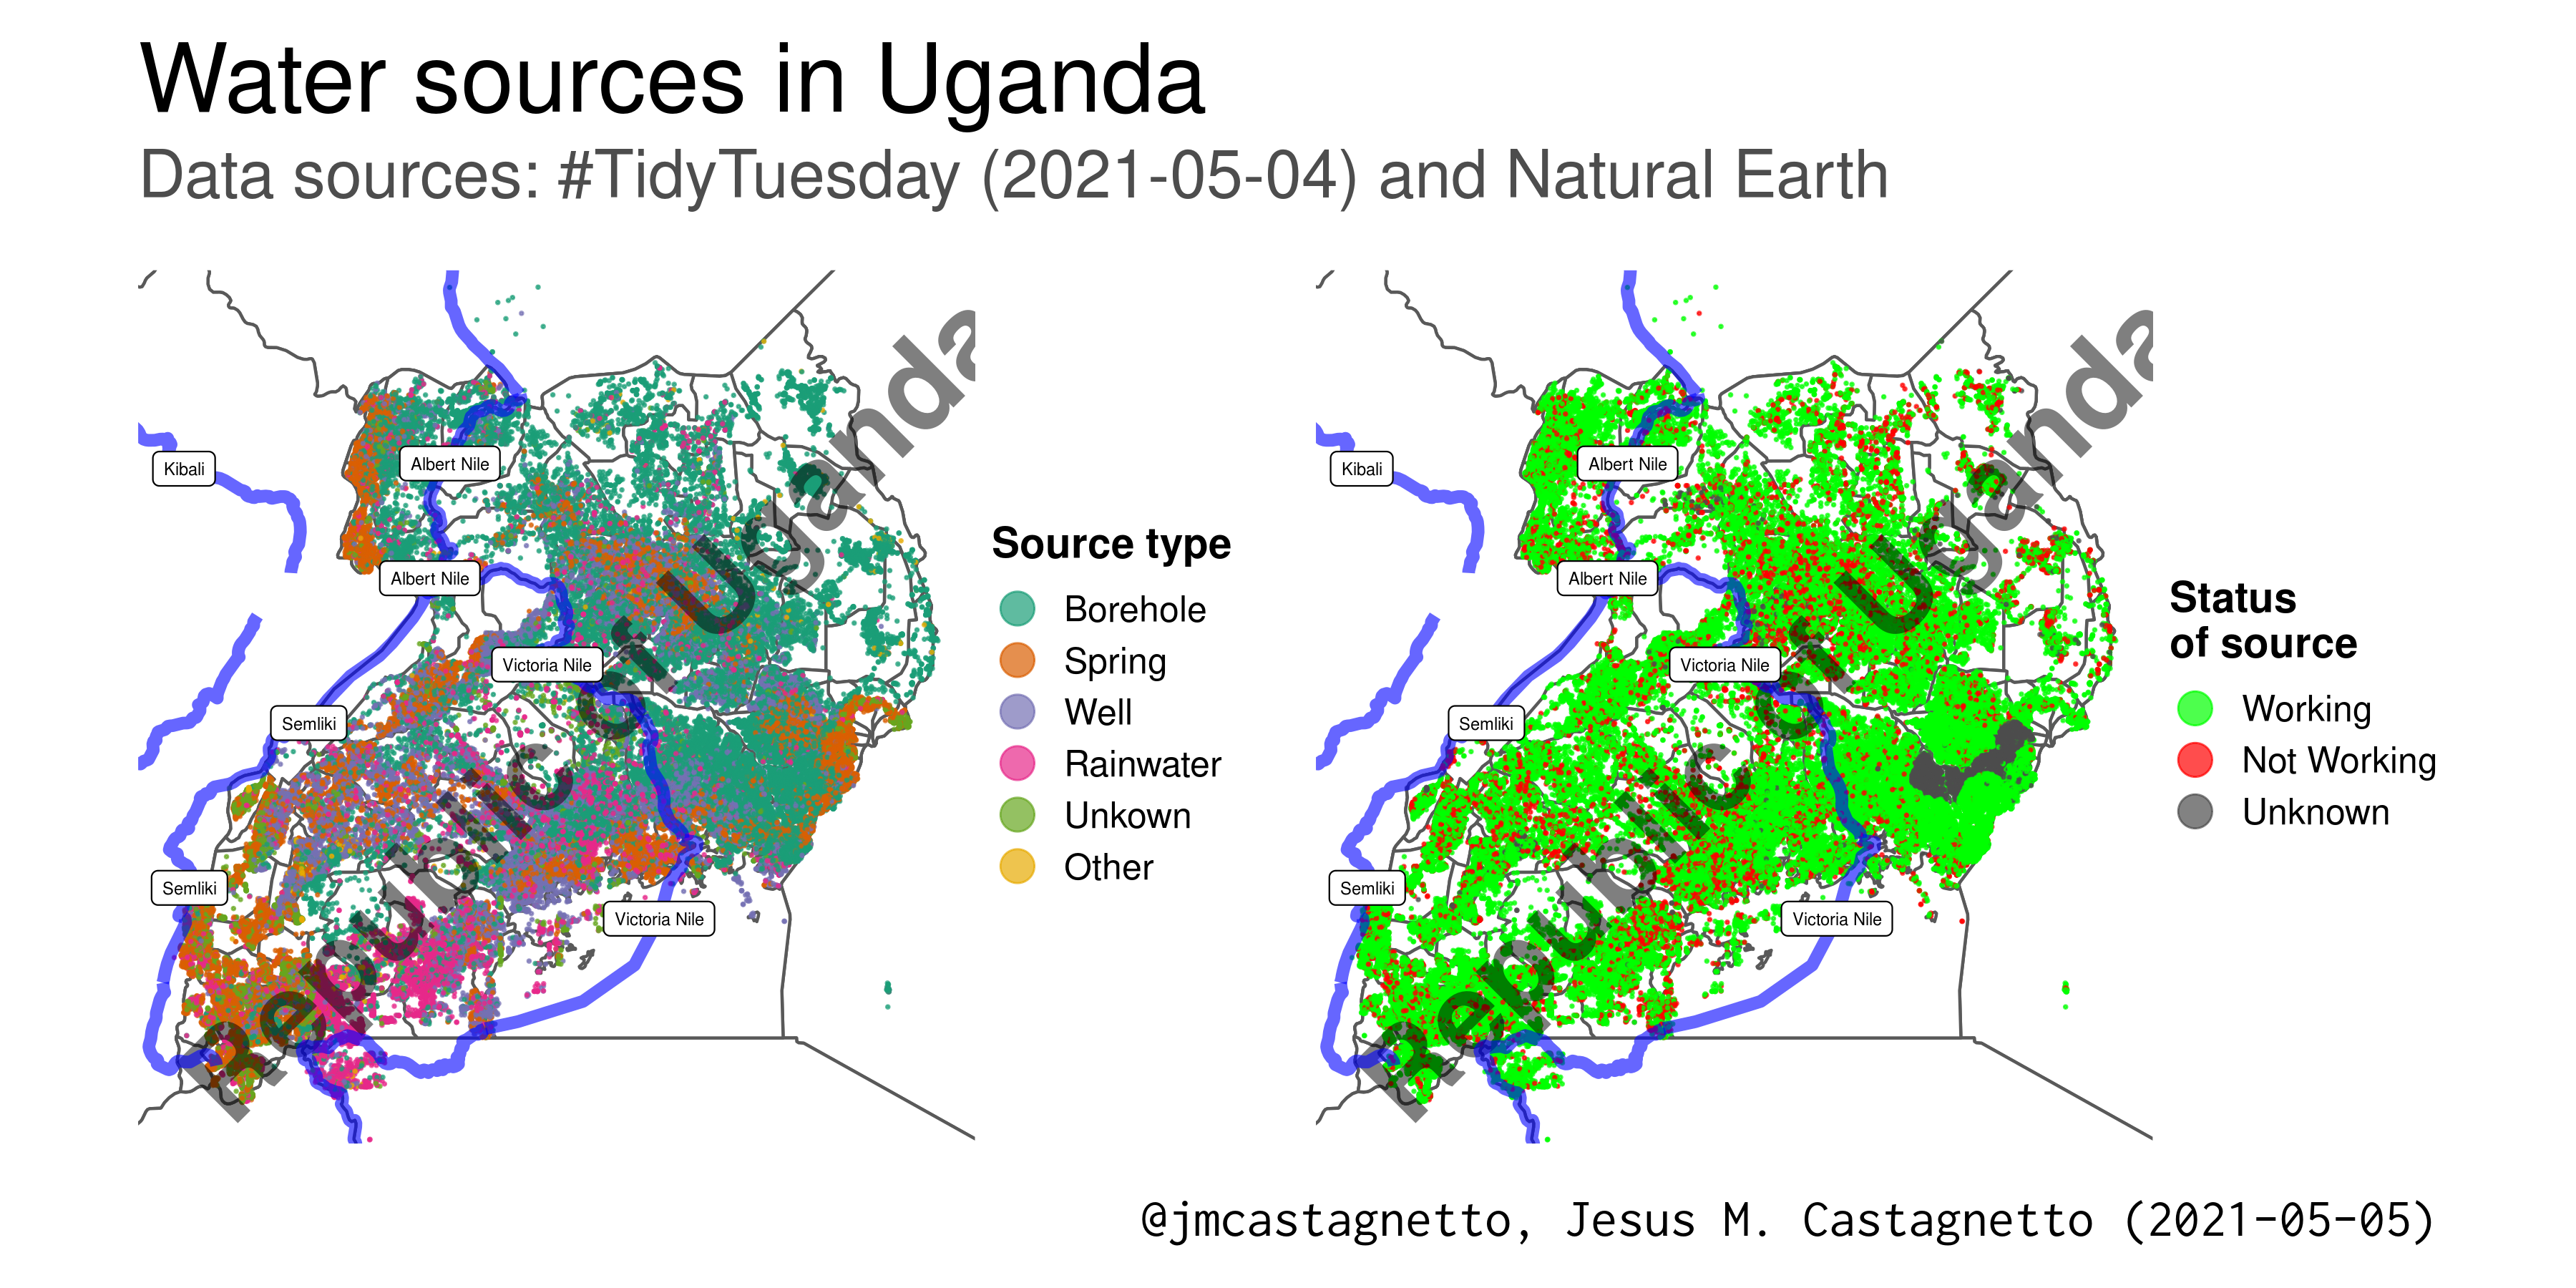 Water sources in Uganda
Data sources: #TidyTuesday (2021-05-04) and Natural Earth
Kibali
Albert Nile
Albert Nile
Victoria Nile
Semliki
Semliki
Victoria Nile
Republic of Uganda
Source type
Borehole
Spring
Well
Rainwater
Unkown
Other
Kibali
Albert Nile
Albert Nile
Victoria Nile
Semliki
Semliki
Victoria Nile
Republic of Uganda
Status
of source
Working
Not Working
Unknown
@jmcastagnetto, Jesus M. Castagnetto (2021-05-05)